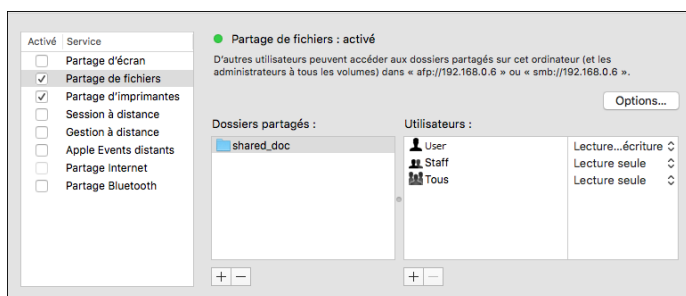 Activé Service
Partage d'écran
Partage de fichiers
Partage d'imprimantes
Session à distance
Gestion à distance
Apple Events distants
Partage Internet
Partage Bluetooth
Partage de fichiers : activé
D'autres utilisateurs peuvent accéder aux dossiers partagés sur cet ordinateur (et les
administrateurs à tous les volumes) dans « afp://192.168.0.6 » ou « smb://192.168.0.6 ».
Options...
Dossiers partagés :
shared_doc
Utilisateurs :
User Lecture...écriture
Staff Lecture seule
Tous Lecture seule